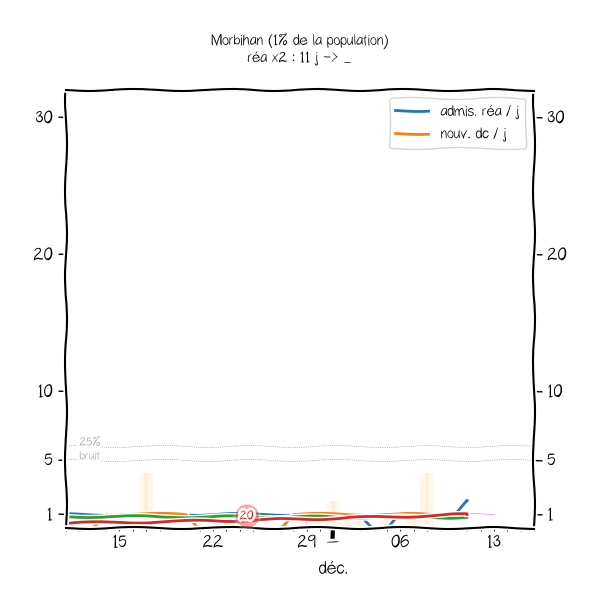 Morbihan (1% de la population)
réa x2 : 11 j -> _
admis. réa / j
nouv. dc / j
30
30
20
20
10
10
25%
5
5
bruit
1
20
1
15
22
29
06
13
déc.